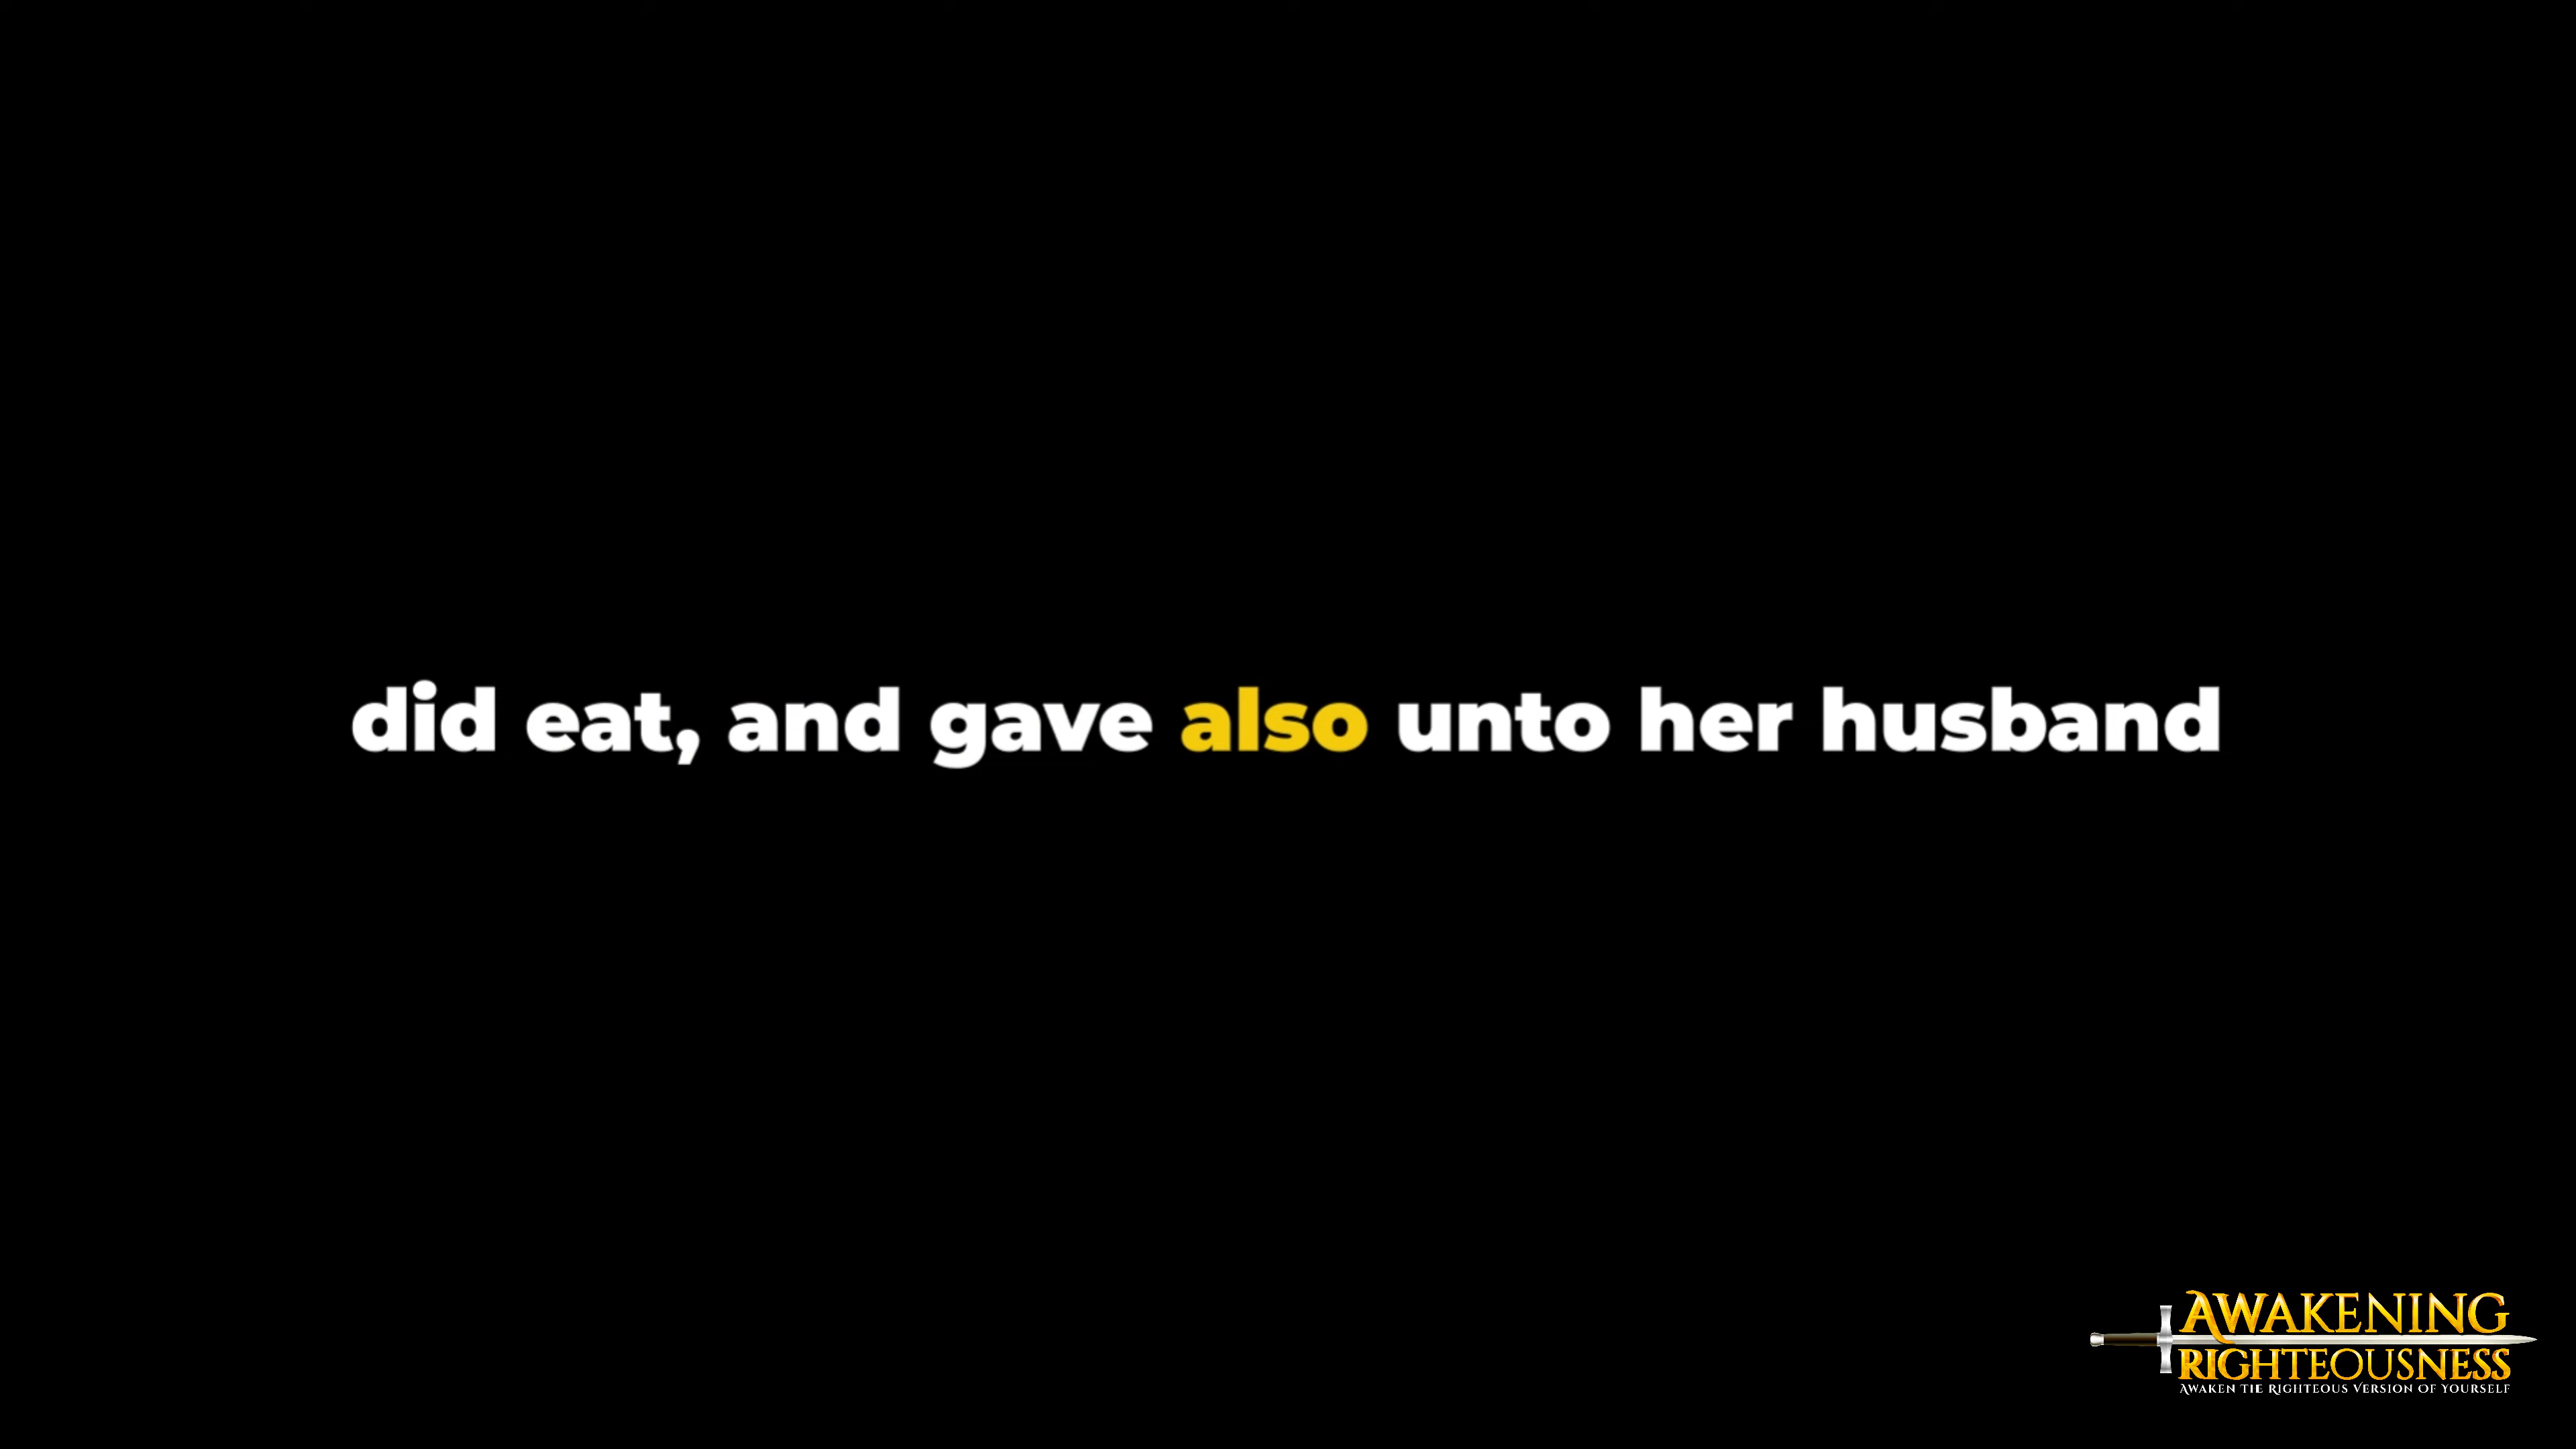 did eat, and gave also unto her husband
AWAKENING
RIGHTEOUSNESS
AWAKEN THE RIGHTEOUS VERSION OF YOURSELF